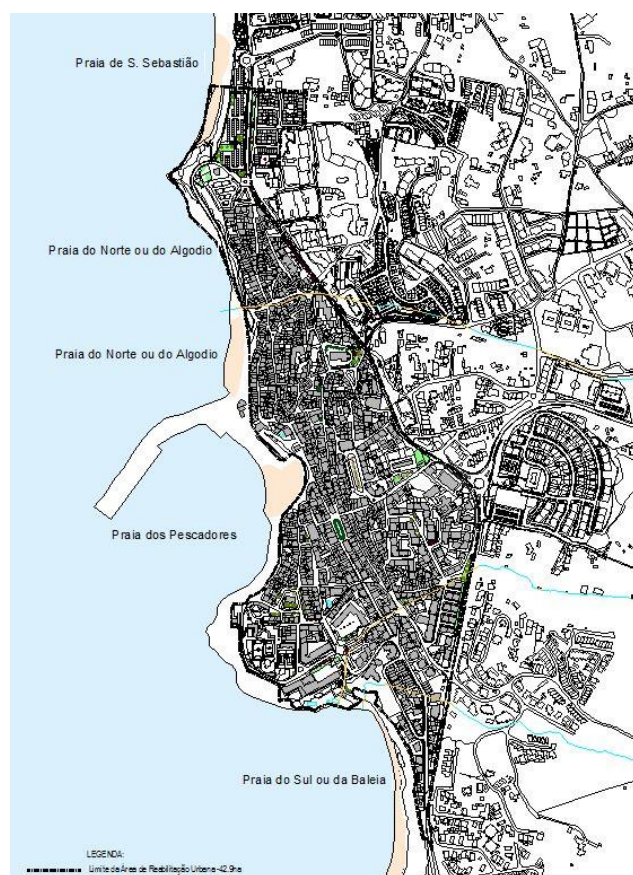 Praia de S. Sebastião
Praia do Norte ou do Algodio
Praia do Norte ou do Algodio
Praia dos Pescadores
Praia do Sul ou da Baleia
LEGENDA:
Limite da Área de Reabilitação Urbana -42.9ha